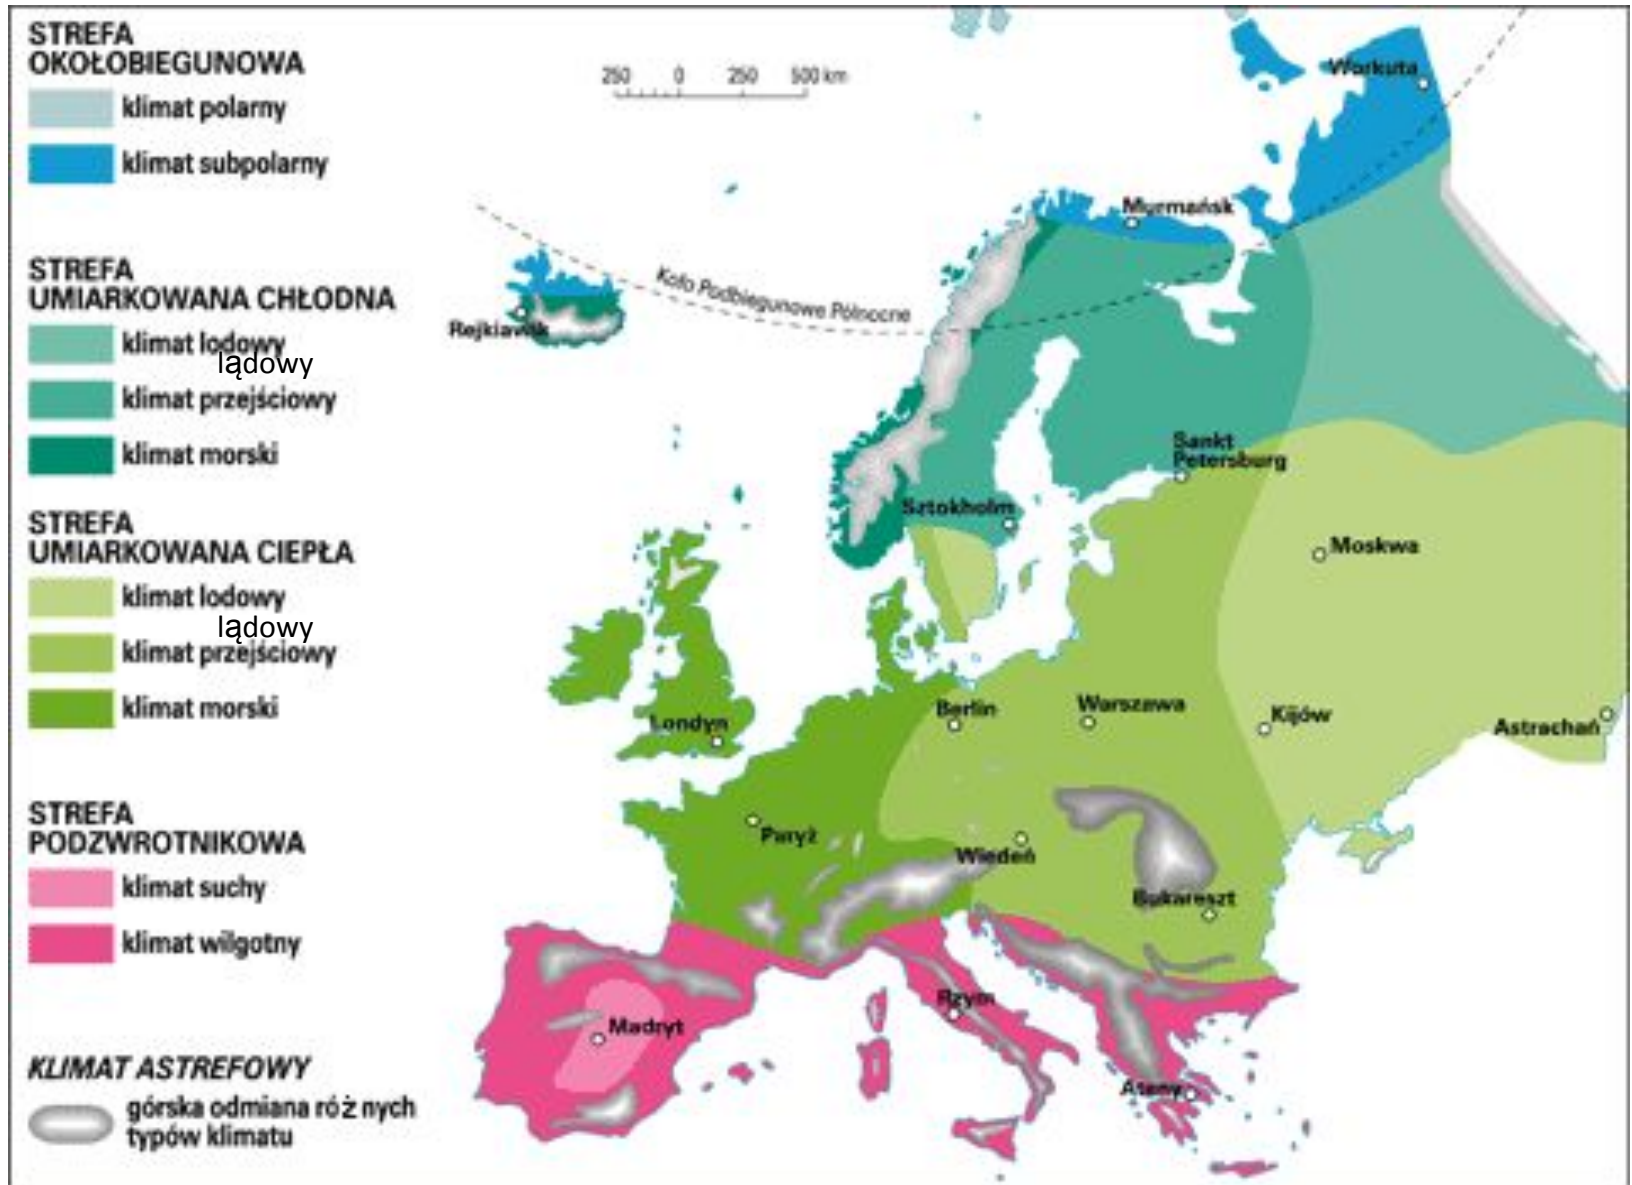 STREFA
OKOŁOBIEGUNOWA
klimat polarny
klimat subpolarny
STREFA
UMIARKOWANA CHŁODNA
klimat lodowy
lądowy
klimat przejściowy
klimat morski
STREFA
UMIARKOWANA CIEPŁA
klimat lodowy
lądowy
klimat przejściowy
klimat morski
STREFA
PODZWROTNIKOWA
klimat suchy
klimat wilgotny
KLIMAT ASTREFOWY
górska odmiana róż nych
typów klimatu
250 0 250 500 km
Workuta
Murmańsk
Koło Podbiegunowe Północne
Rejkiawik
Sankt
Petersburg
Sztokholm
Moskwa
Londyn
Berlin
Warszawa
Kijów
Astrachań
Paryż
Wiedeń
Bukareszt
Rzym
Madryt
Ateny